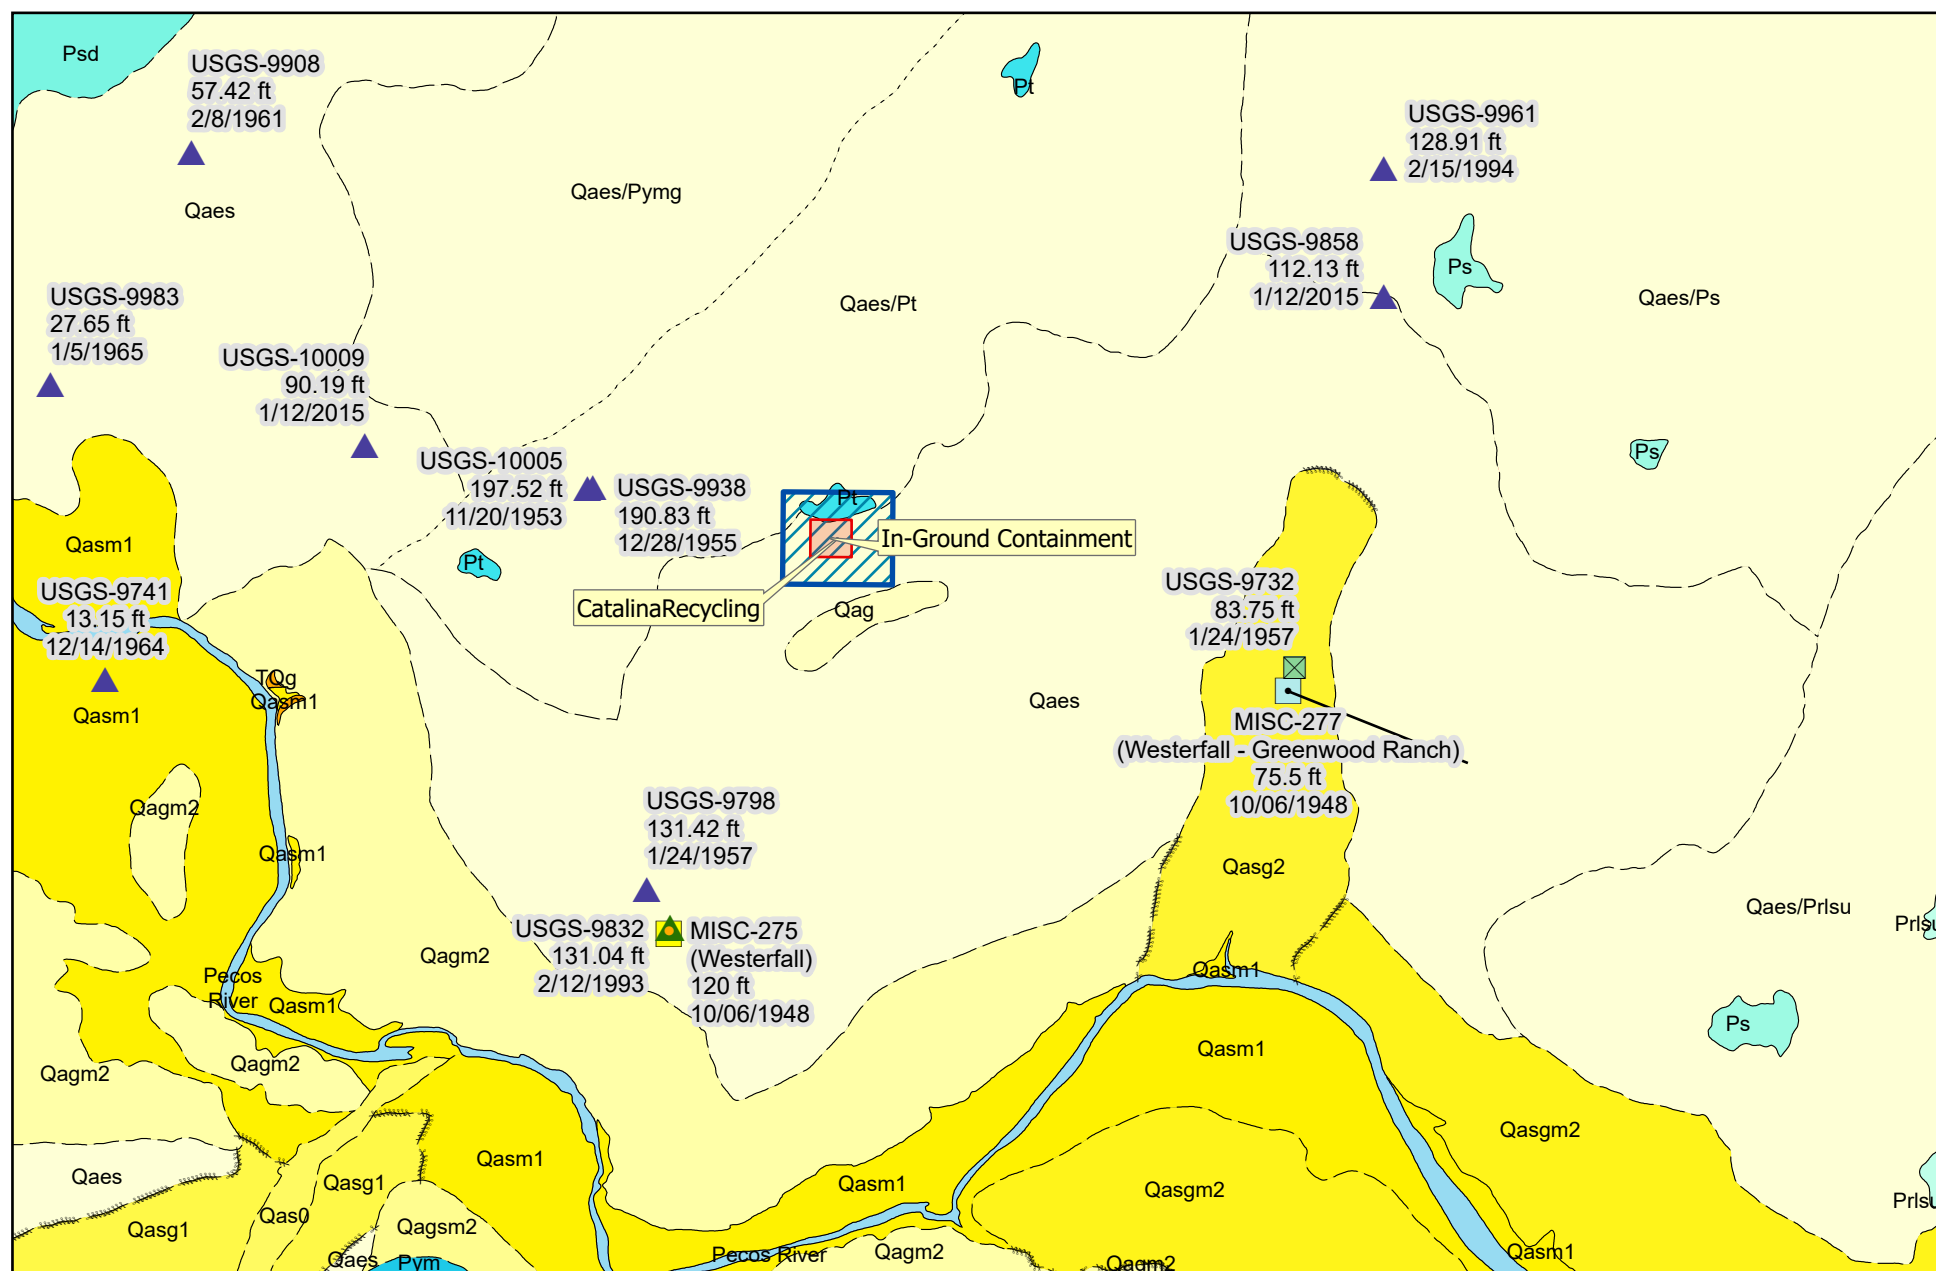 Psd
USGS-9908
57.42 ft
2/8/1961
Qaes
Qaes/Pymg
Pt
USGS-9961
128.91 ft
2/15/1994
USGS-9858
112.13 ft
1/12/2015
Ps
Qaes/Ps
Qaes/Pt
USGS-9983
27.65 ft
1/5/1965
USGS-10009
90.19 ft
1/12/2015
USGS-10005
197.52 ft
11/20/1953
USGS-9938
190.83 ft
12/28/1955
Pt
In-Ground Containment
CatalinaRecycling
Qag
Pt
Ps
Qasm1
USGS-9741
13.15 ft
12/14/1964
Qasm1
TQg
Qasm1
USGS-9732
83.75 ft
1/24/1957
MISC-277
(Westerfall - Greenwood Ranch)
75.5 ft
10/06/1948
Qaes
Qagm2
Qasm1
USGS-9798
131.42 ft
1/24/1957
Qasg2
Qaes/Prlsu
Prlsu
USGS-9832
131.04 ft
2/12/1993
MISC-275
(Westerfall)
120 ft
10/06/1948
Qagm2
Pecos
River
Qasm1
Qasm1
Ps
Qagm2
Qagm2
Qasm1
Qasgm2
Qaes
Qasm1
Qasg1
Qasm1
Qasgm2
Prlsu
Qas0
Qasg1
Qagsm2
Qaes
Pym
Pecos River
Qagm2
Qagm2
Qasm1